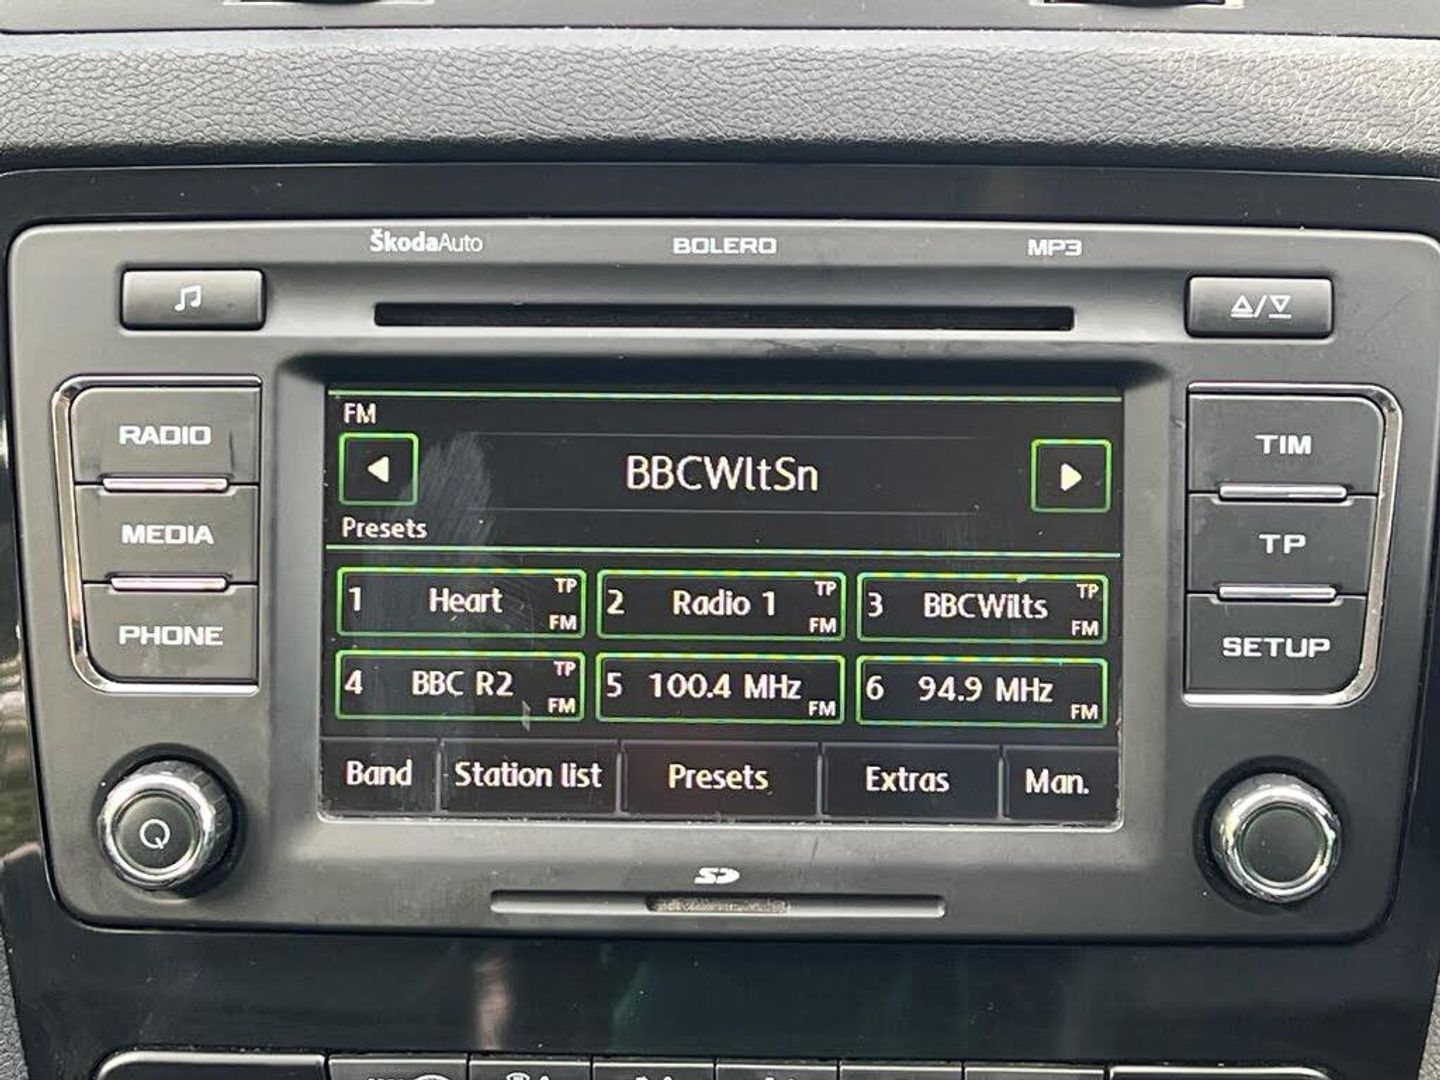 ŠkodaAuto BOLERO MP3
RADIO
MEDIA
PHONE
FM
BBCWltSn
Presets
1 Heart TP FM
2 Radio 1 TP FM
3 BBCWilts TP FM
4 BBC R2 TP FM
5 100.4 MHz FM
6 94.9 MHz FM
Band Station list Presets Extras Man.
TIM
TP
SETUP
SD